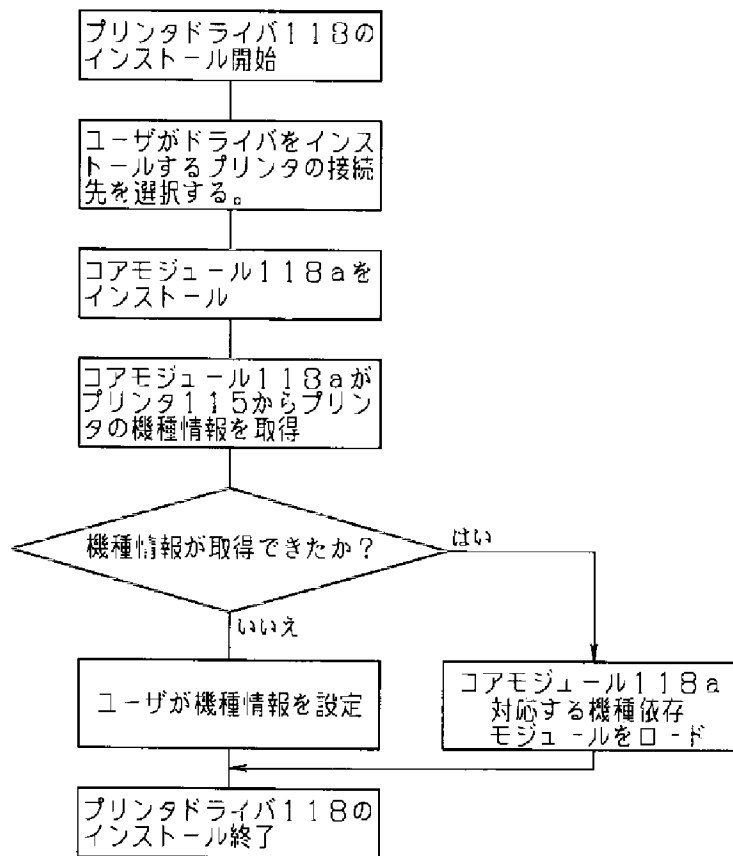 プリンタドライバ118の
インストール開始
ユーザがドライバをインス
トールするプリンタの接続
先を選択する。
コアモジュール118aを
インストール
コアモジュール118aが
プリンタ115からプリン
タの機種情報を取得
機種情報が取得できたか?
はい
いいえ
ユーザが機種情報を設定
コアモジュール118a
対応する機種依存
モジュールをロード
プリンタドライバ118の
インストール終了